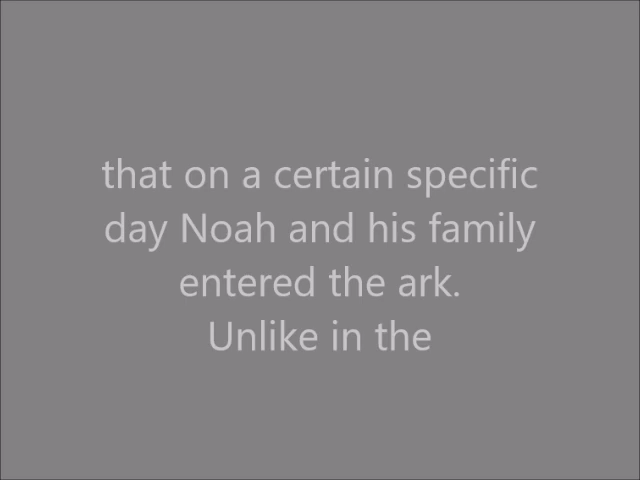 that on a certain specific
day Noah and his family
entered the ark.
Unlike in the